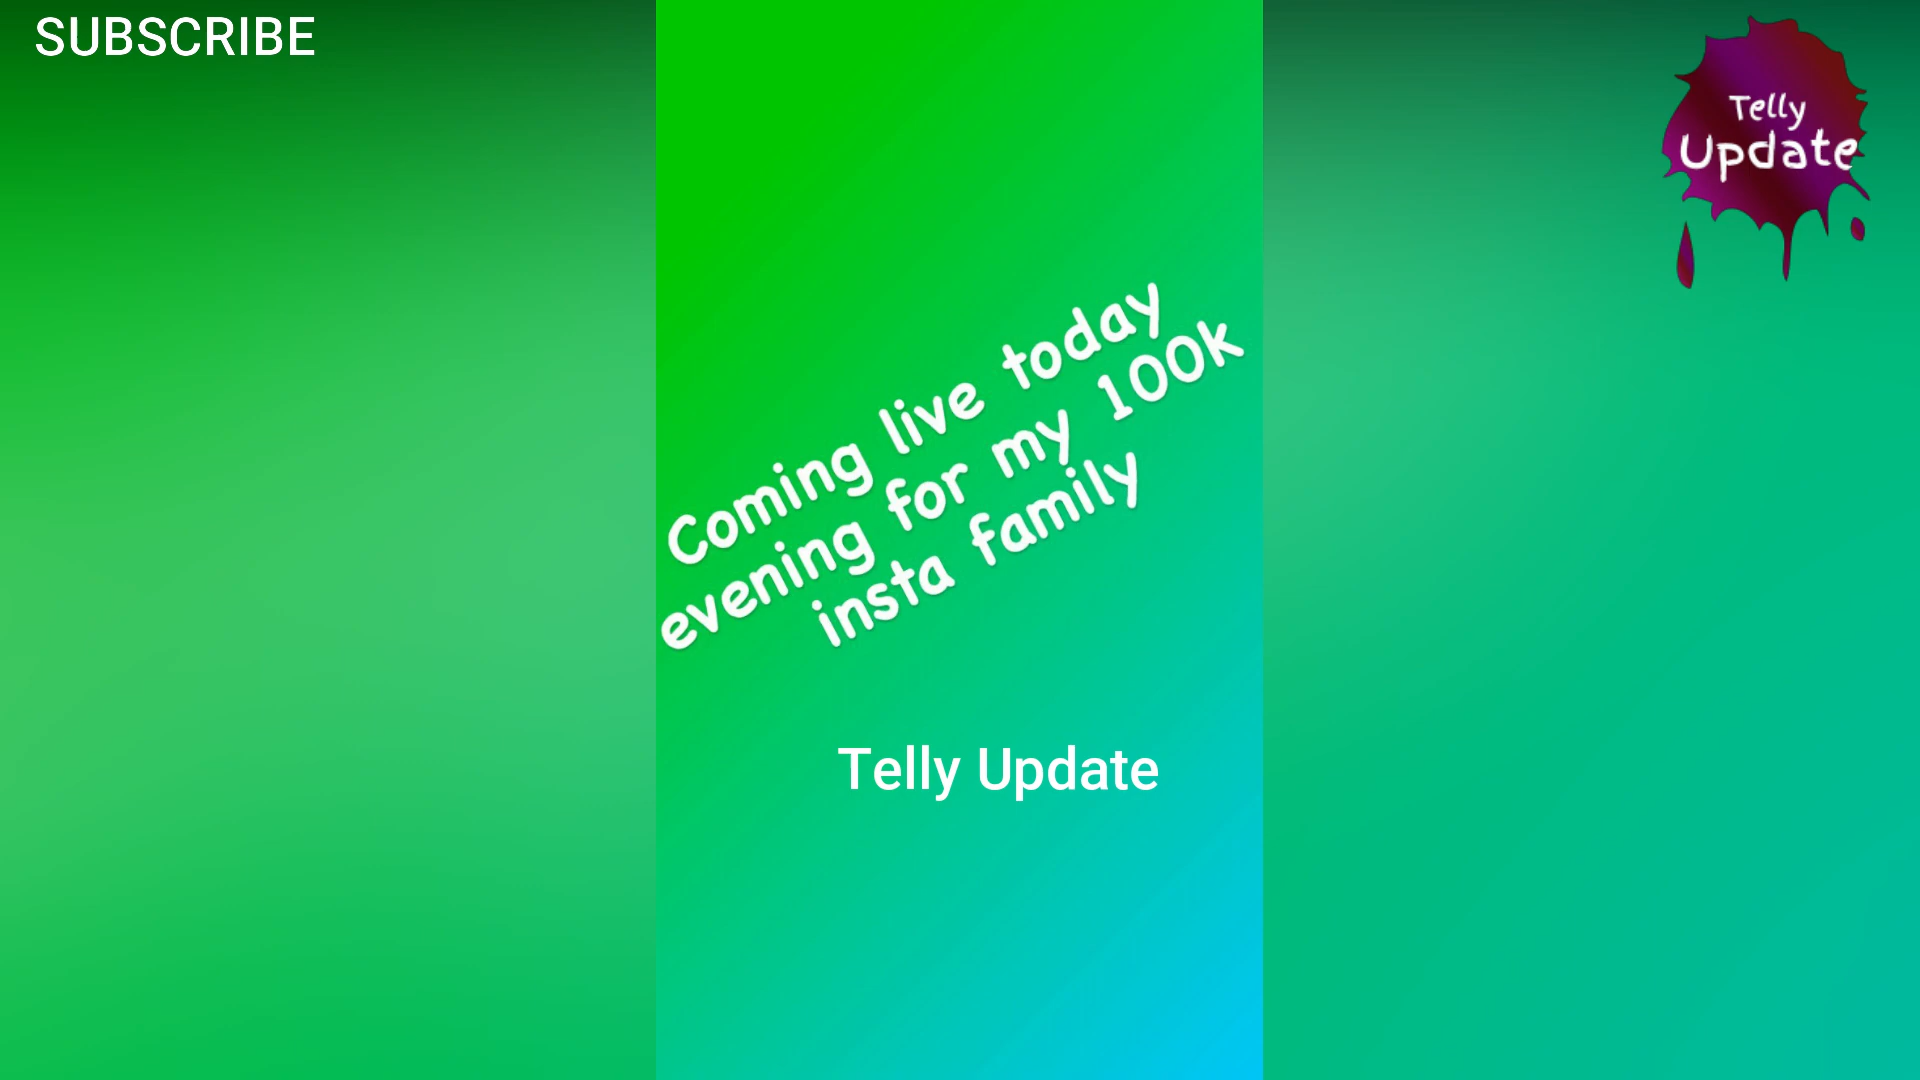 SUBSCRIBE
Telly
Update
Coming live today
evening for my 100k
insta family
Telly Update